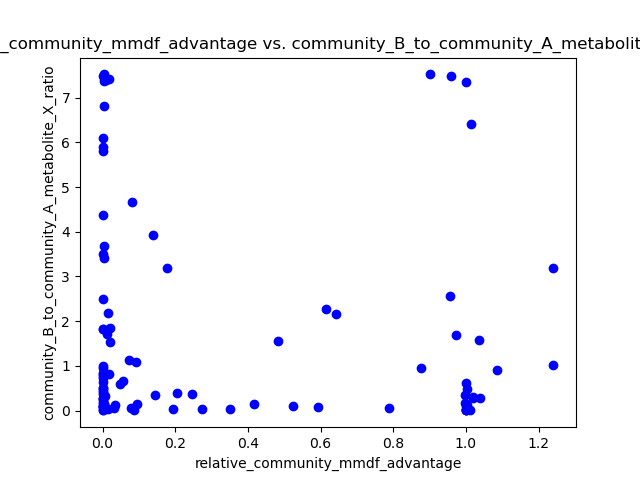 _community_mmdf_advantage vs. community_B_to_community_A_metabolit
community_B_to_community_A_metabolite_X_ratio
7
6
5
4
3
2
1
0
0.0 0.2 0.4 0.6 0.8 1.0 1.2
relative_community_mmdf_advantage